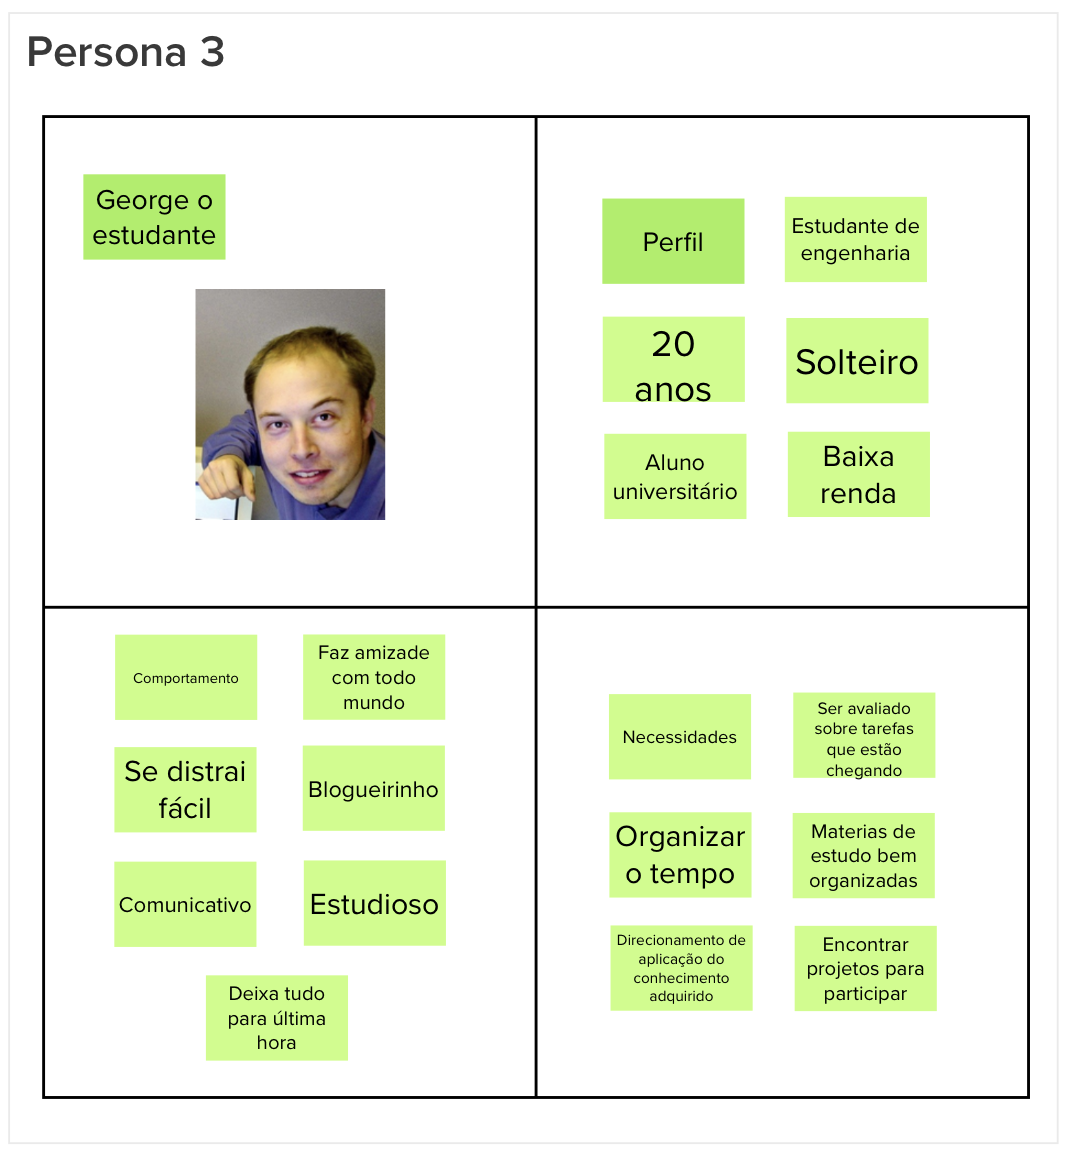 Persona 3
George o
estudante
Perfil
Estudante de
engenharia
20
anos
Solteiro
Aluno
universitário
Baixa
renda
Comportamento
Faz amizade
com todo
mundo
Se distrai
fácil
Blogueirinho
Comunicativo
Estudioso
Deixa tudo
para última
hora
Necessidades
Ser avaliado
sobre tarefas
que estão
chegando
Organizar
o tempo
Materias de
estudo bem
organizadas
Direcionamento de
aplicação do
conhecimento
adquirido
Encontrar
projetos para
participar